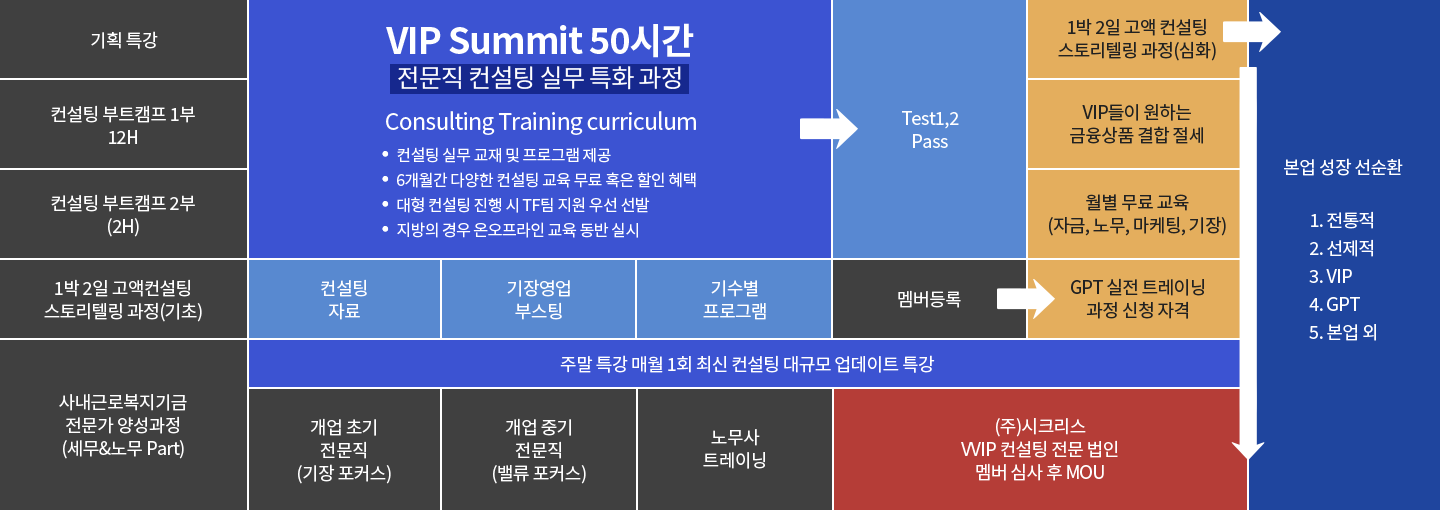 기획 특강
컨설팅 부트캠프 1부
12H
컨설팅 부트캠프 2부
(2H)
1박 2일 고액컨설팅
스토리텔링 과정(기초)
사내근로복지기금
전문가 양성과정
(세무&노무 Part)
VIP Summit 50시간
전문직 컨설팅 실무 특화 과정
Consulting Training curriculum
• 컨설팅 실무 교재 및 프로그램 제공
• 6개월간 다양한 컨설팅 교육 무료 혹은 할인 혜택
• 대형 컨설팅 진행 시 TF팀 지원 우선 선발
• 지방의 경우 온오프라인 교육 동반 실시
컨설팅
자료
기장영업
부스팅
기수별
프로그램
Test1,2
Pass
멤버등록
1박 2일 고액 컨설팅
스토리텔링 과정(심화)
VIP들이 원하는
금융상품 결합 절세
월별 무료 교육
(자금, 노무, 마케팅, 기장)
GPT 실전 트레이닝
과정 신청 자격
주말 특강 매월 1회 최신 컨설팅 대규모 업데이트 특강
개업 초기
전문직
(기장 포커스)
개업 중기
전문직
(밸류 포커스)
노무사
트레이닝
(주)시크리스
VVIP 컨설팅 전문 법인
멤버 심사 후 MOU
본업 성장 선순환
1. 전통적
2. 선제적
3. VIP
4. GPT
5. 본업 외